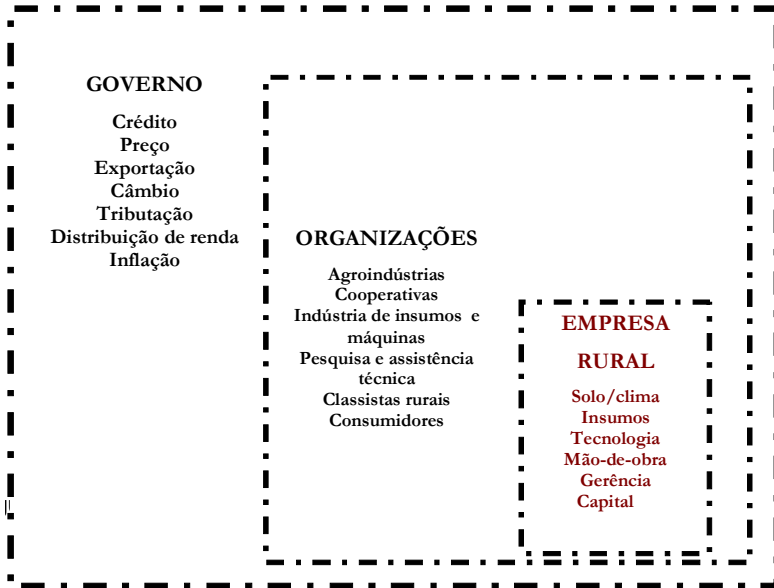 GOVERNO
Crédito
Preço
Exportação
Câmbio
Tributação
Distribuição de renda
Inflação
ORGANIZAÇÕES
Agroindústrias
Cooperativas
Indústria de insumos e
máquinas
Pesquisa e assistência
técnica
Classistas rurais
Consumidores
EMPRESA
RURAL
Solo/clima
Insumos
Tecnologia
Mão-de-obra
Gerência
Capital